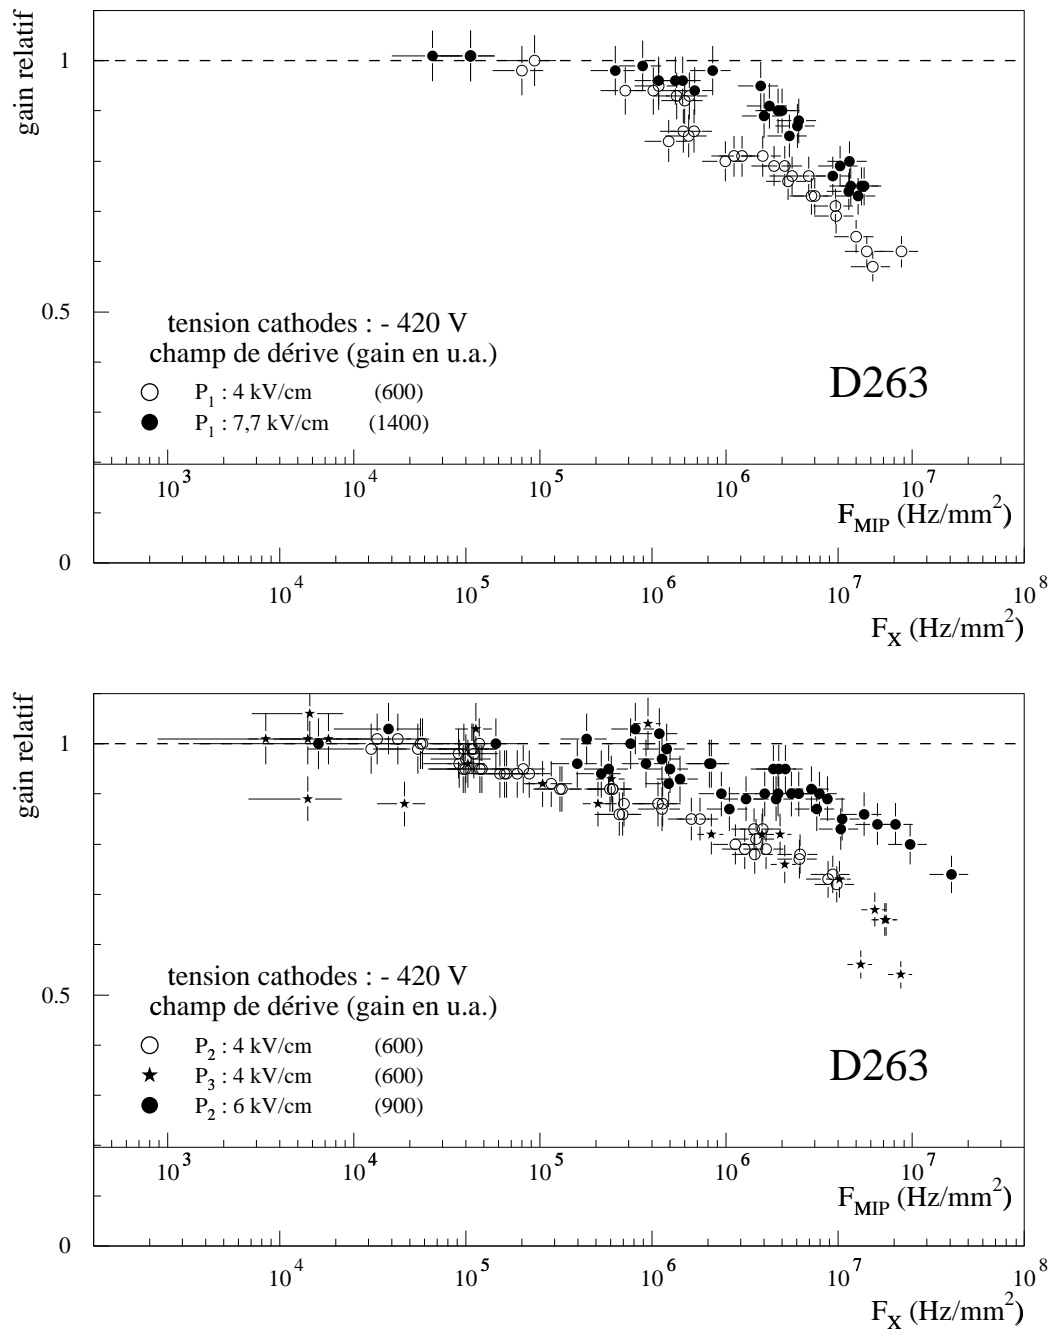 gain relatif
1
0.5
0
tension cathodes : - 420 V
champ de dérive (gain en u.a.)
P1 : 4 kV/cm (600)
P1 : 7,7 kV/cm (1400)
D263
10^3 10^4 10^5 10^6 10^7
F_MIP (Hz/mm^2)
10^4 10^5 10^6 10^7 10^8
F_X (Hz/mm^2)
gain relatif
1
0.5
0
tension cathodes : - 420 V
champ de dérive (gain en u.a.)
P2 : 4 kV/cm (600)
P3 : 4 kV/cm (600)
P2 : 6 kV/cm (900)
D263
10^3 10^4 10^5 10^6 10^7
F_MIP (Hz/mm^2)
10^4 10^5 10^6 10^7 10^8
F_X (Hz/mm^2)